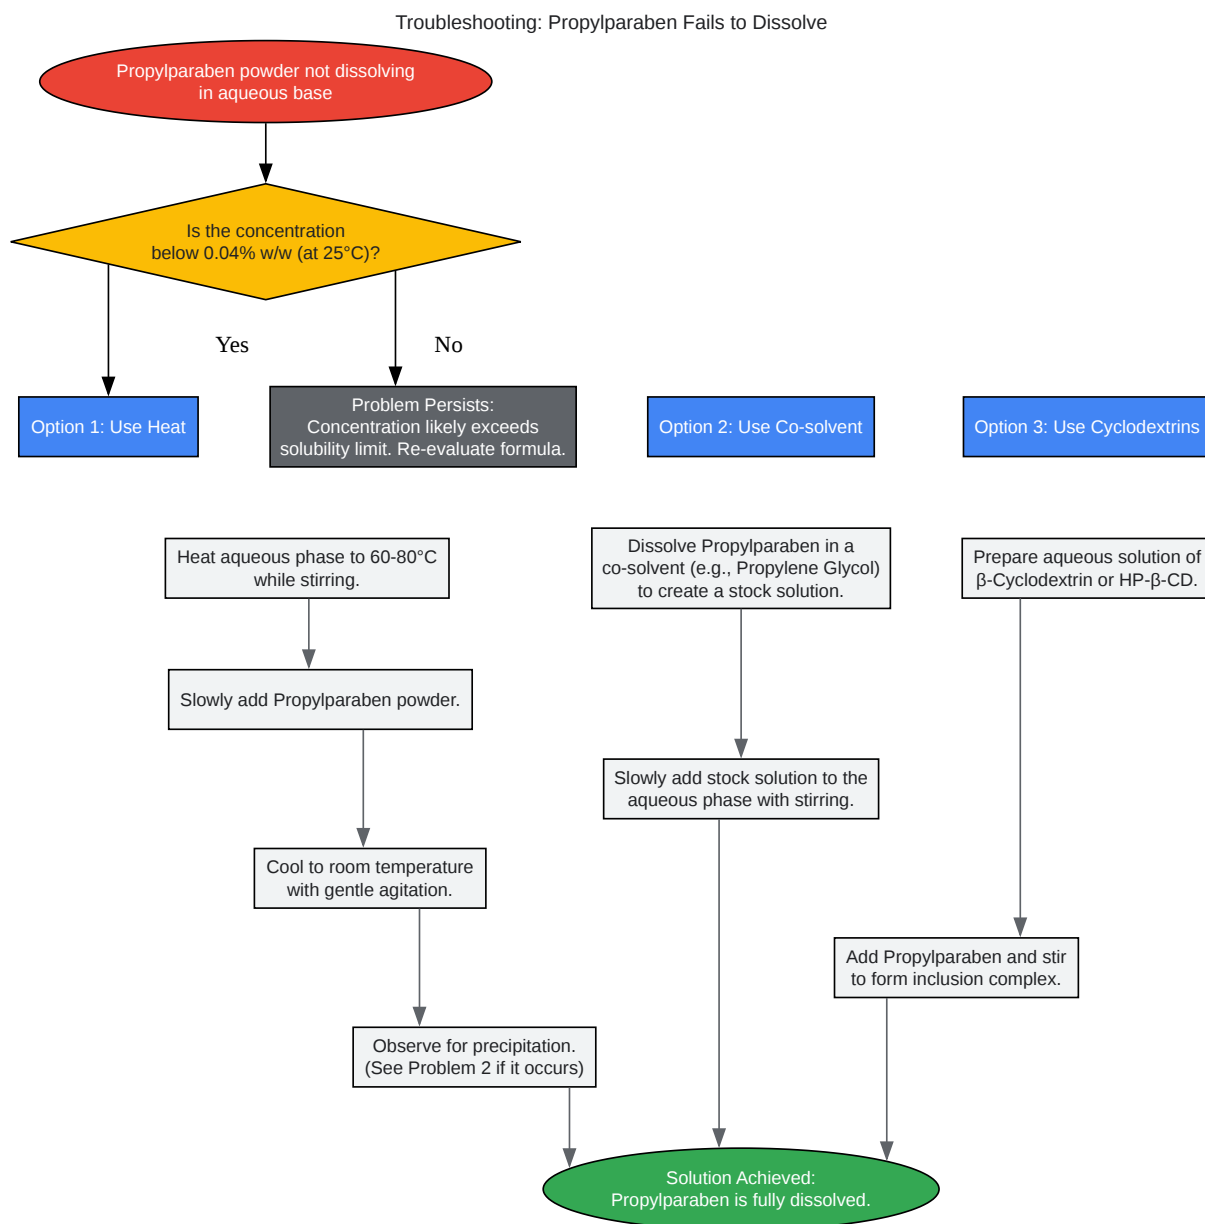 Troubleshooting: Propylparaben Fails to Dissolve
Propylparaben powder not dissolving
in aqueous base
Is the concentration
below 0.04% w/w (at 25°C)?
Yes
No
Option 1: Use Heat
Problem Persists:
Concentration likely exceeds
solubility limit. Re-evaluate formula.
Option 2: Use Co-solvent
Option 3: Use Cyclodextrins
Heat aqueous phase to 60-80°C
while stirring.
Dissolve Propylparaben in a
co-solvent (e.g., Propylene Glycol)
to create a stock solution.
Prepare aqueous solution of
β-Cyclodextrin or HP-β-CD.
Slowly add Propylparaben powder.
Slowly add stock solution to the
aqueous phase with stirring.
Cool to room temperature
with gentle agitation.
Add Propylparaben and stir
to form inclusion complex.
Observe for precipitation.
(See Problem 2 if it occurs)
Solution Achieved:
Propylparaben is fully dissolved.